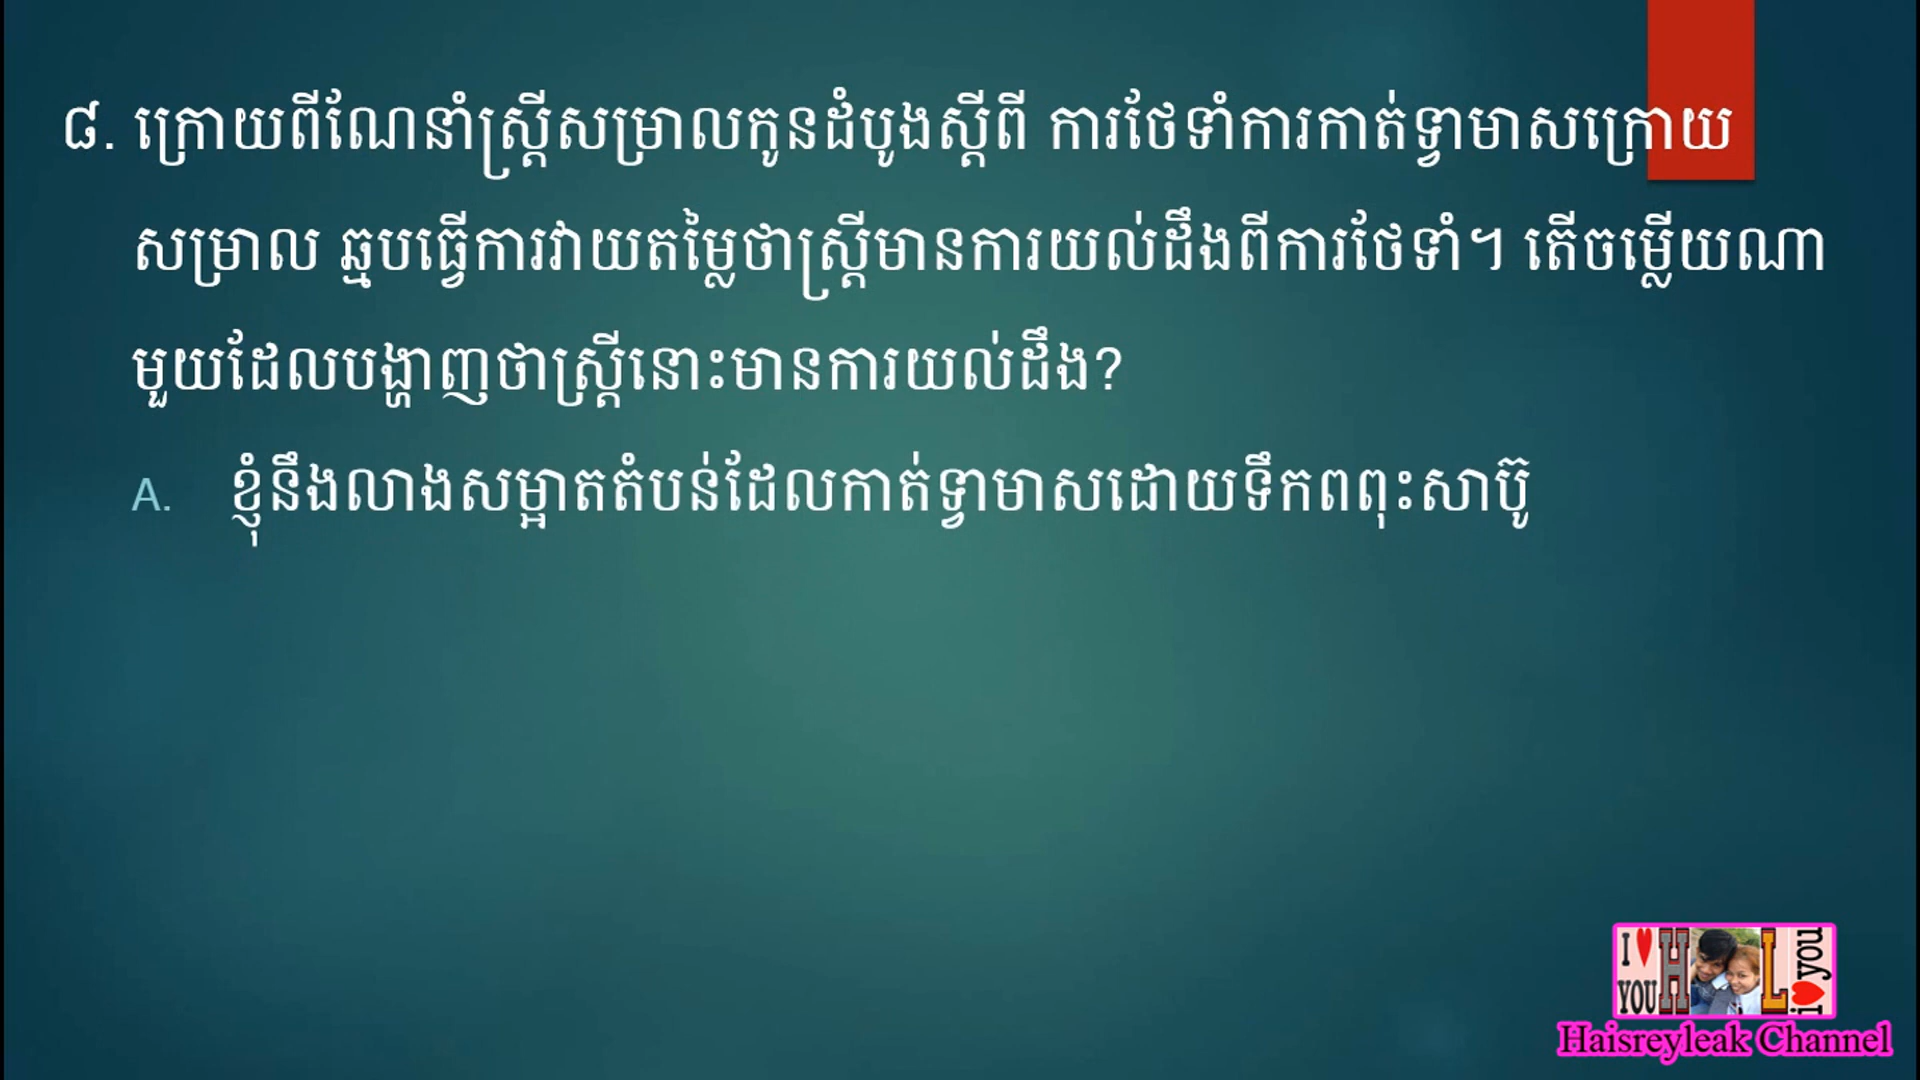 ៨. ក្រោយពីណែនាំស្ត្រីសម្រាលកូនដំបូងស្តីពី ការថែទាំការកាត់ទ្វាមាសក្រោយ
សម្រាល ឆ្មបធ្វើការវាយតម្លៃថាស្ត្រីមានការយល់ដឹងពីការថែទាំ។ តើចម្លើយណា
មួយដែលបង្ហាញថាស្ត្រីនោះមានការយល់ដឹង?
A. ខ្ញុំនឹងលាងសម្អាតតំបន់ដែលកាត់ទ្វាមាសដោយទឹកពពុះសាប៊ូ
I ♥ YOU H L i ♥ you
Haisreyleak Channel